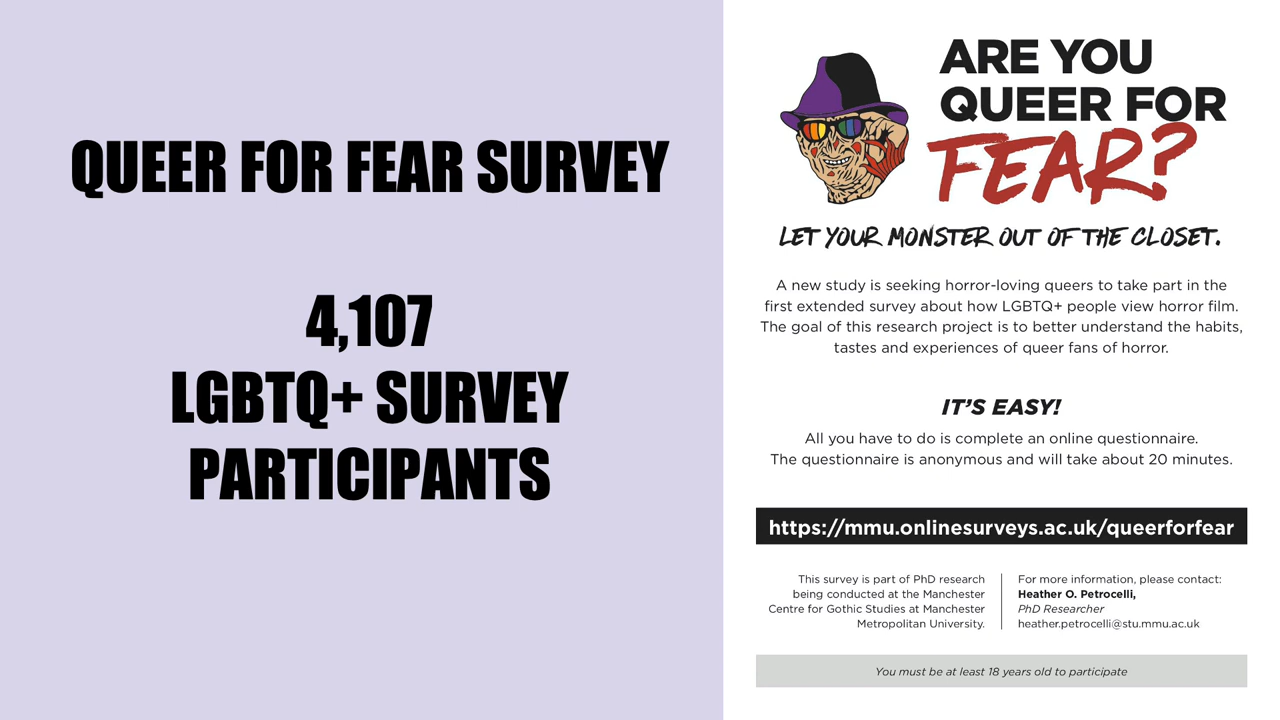 QUEER FOR FEAR SURVEY
4,107
LGBTQ+ SURVEY
PARTICIPANTS
ARE YOU
QUEER FOR
FEAR?
LET YOUR MONSTER OUT OF THE CLOSET.
A new study is seeking horror-loving queers to take part in the
first extended survey about how LGBTQ+ people view horror film.
The goal of this research project is to better understand the habits,
tastes and experiences of queer fans of horror.
IT'S EASY!
All you have to do is complete an online questionnaire.
The questionnaire is anonymous and will take about 20 minutes.
https://mmu.onlinesurveys.ac.uk/queerforfear
This survey is part of PhD research
being conducted at the Manchester
Centre for Gothic Studies at Manchester
Metropolitan University.
For more information, please contact:
Heather O. Petrocelli,
PhD Researcher
heather.petrocelli@stu.mmu.ac.uk
You must be at least 18 years old to participate